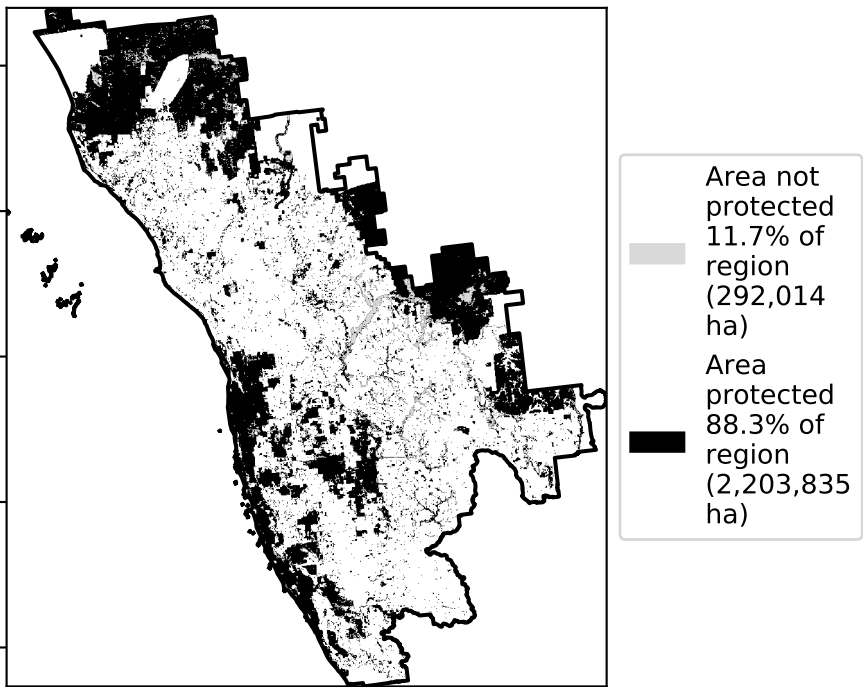 Area not
protected
11.7% of
region
(292,014
ha)
Area
protected
88.3% of
region
(2,203,835
ha)